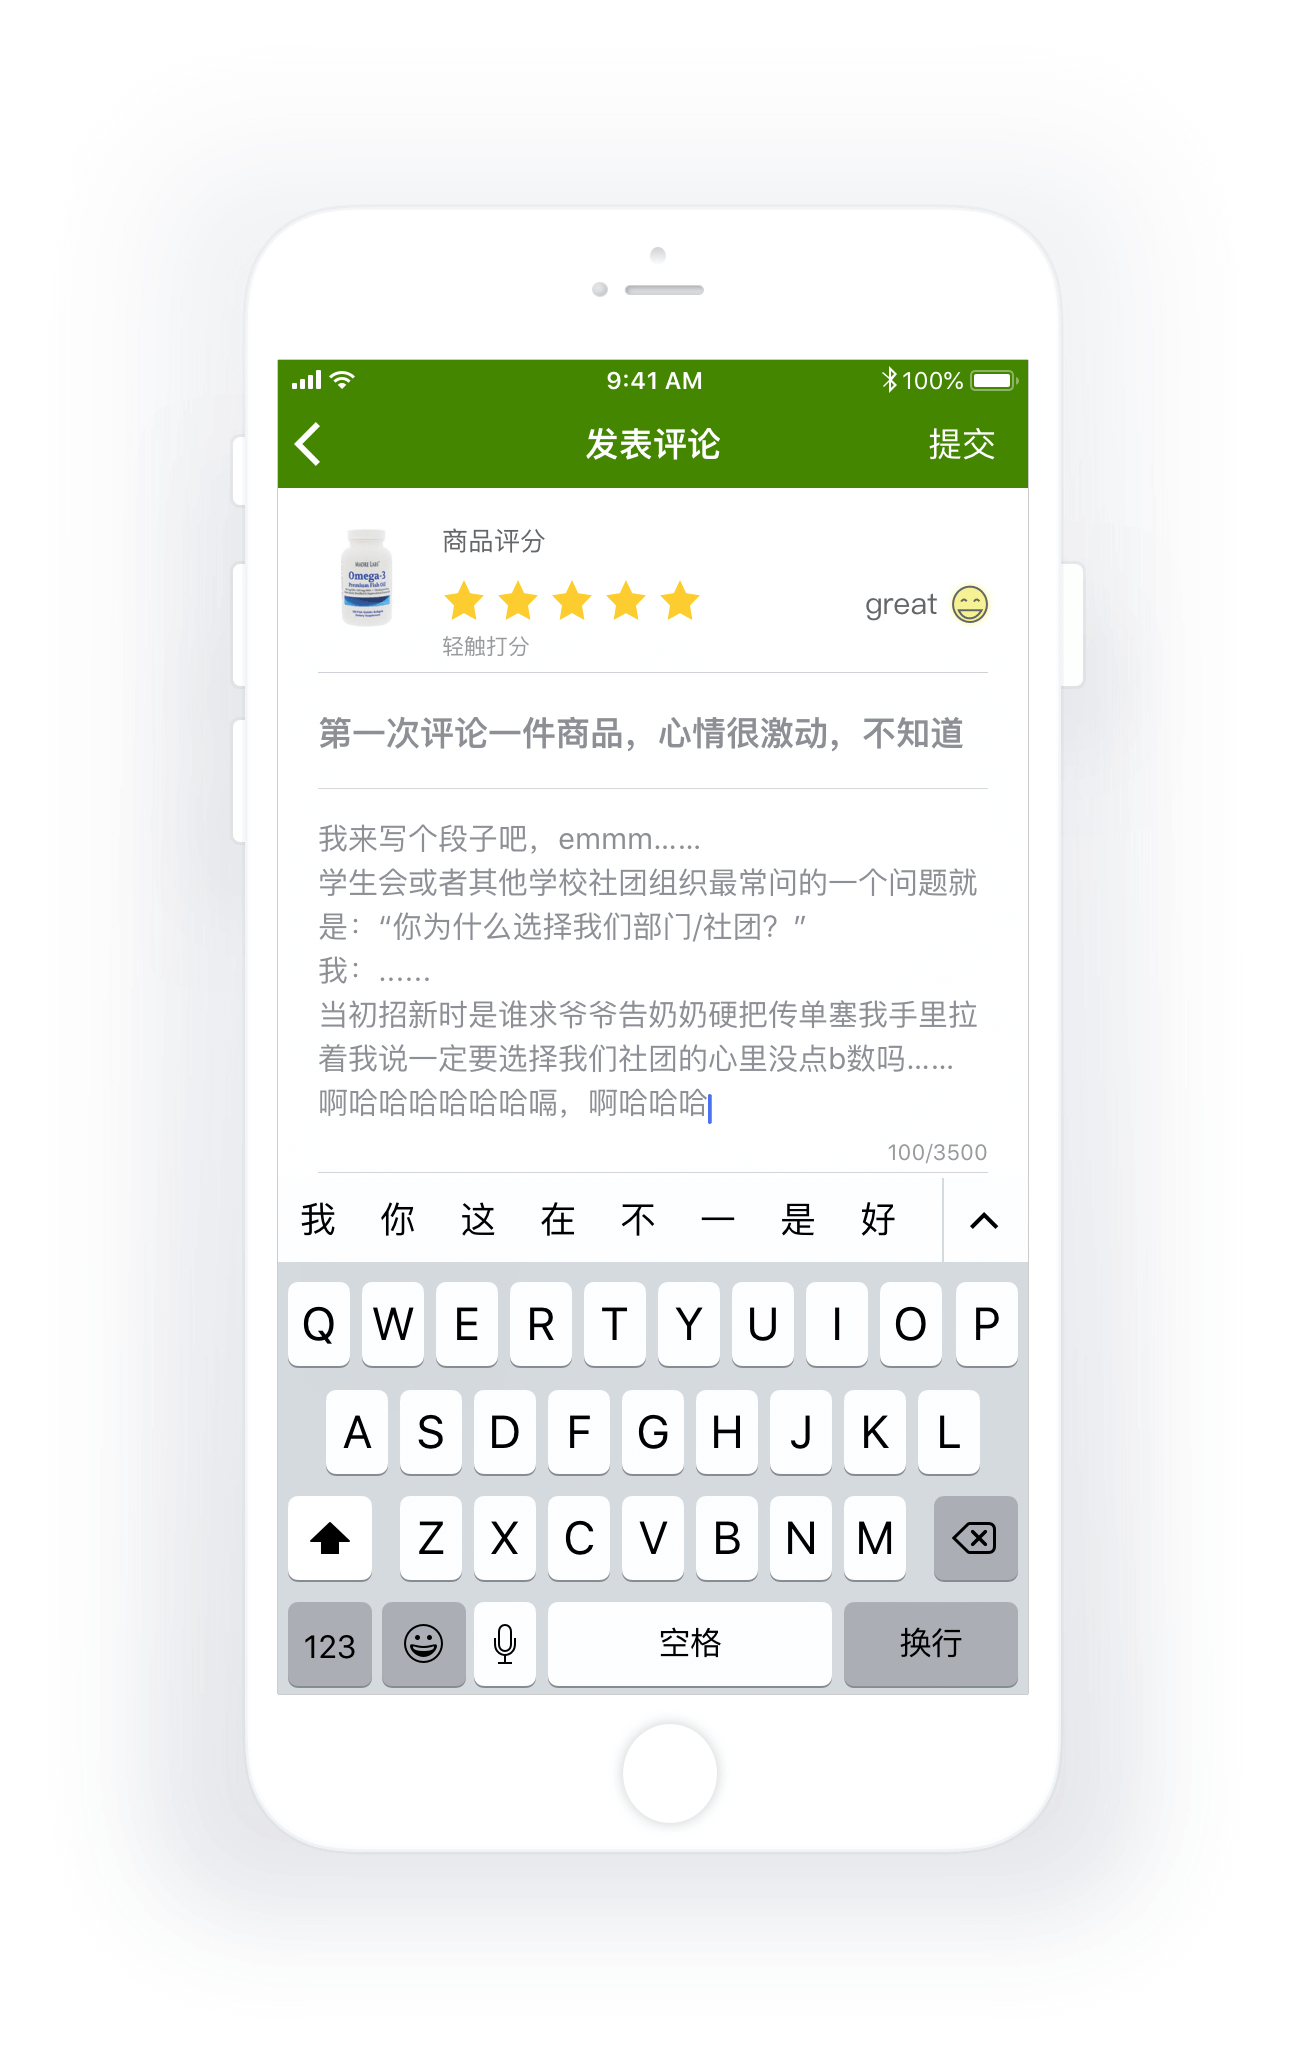 9:41 AM
100%
发表评论
提交
商品评分
MADRE LABS
Omega-3
Premium Fish Oil
great
轻触打分
第一次评论一件商品，心情很激动，不知道
我来写个段子吧，emmm……
学生会或者其他学校社团组织最常问的一个问题就
是：“你为什么选择我们部门/社团？”
我：……
当初招新时是谁求爷爷告奶奶硬把传单塞我手里拉
着我说一定要选择我们社团的心里没点b数吗……
啊哈哈哈哈哈哈嗝，啊哈哈哈
100/3500
我 你 这 在 不 一 是 好
Q W E R T Y U I O P
A S D F G H J K L
Z X C V B N M
123 空格 换行